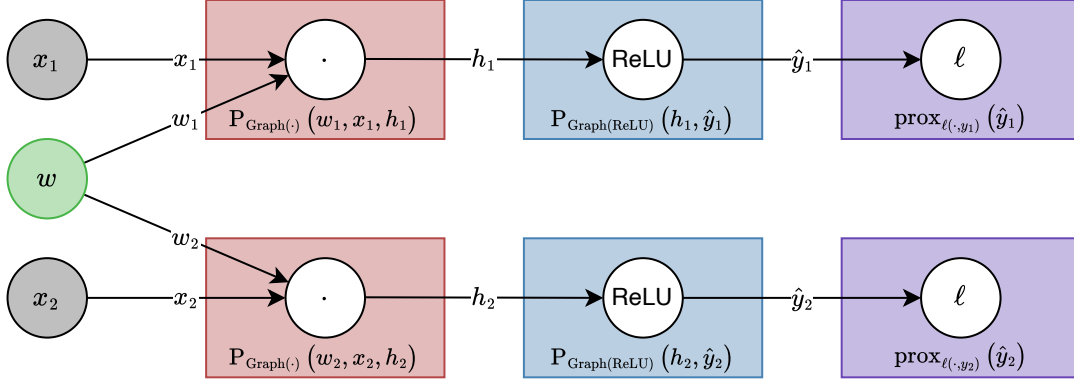 x₁ x₁ · h₁ ReLU ŷ₁ ℓ
w₁
P_Graph(·) (w₁, x₁, h₁) P_Graph(ReLU) (h₁, ŷ₁) prox_ℓ(·,y₁) (ŷ₁)
w
w₂
x₂ x₂ · h₂ ReLU ŷ₂ ℓ
P_Graph(·) (w₂, x₂, h₂) P_Graph(ReLU) (h₂, ŷ₂) prox_ℓ(·,y₂) (ŷ₂)